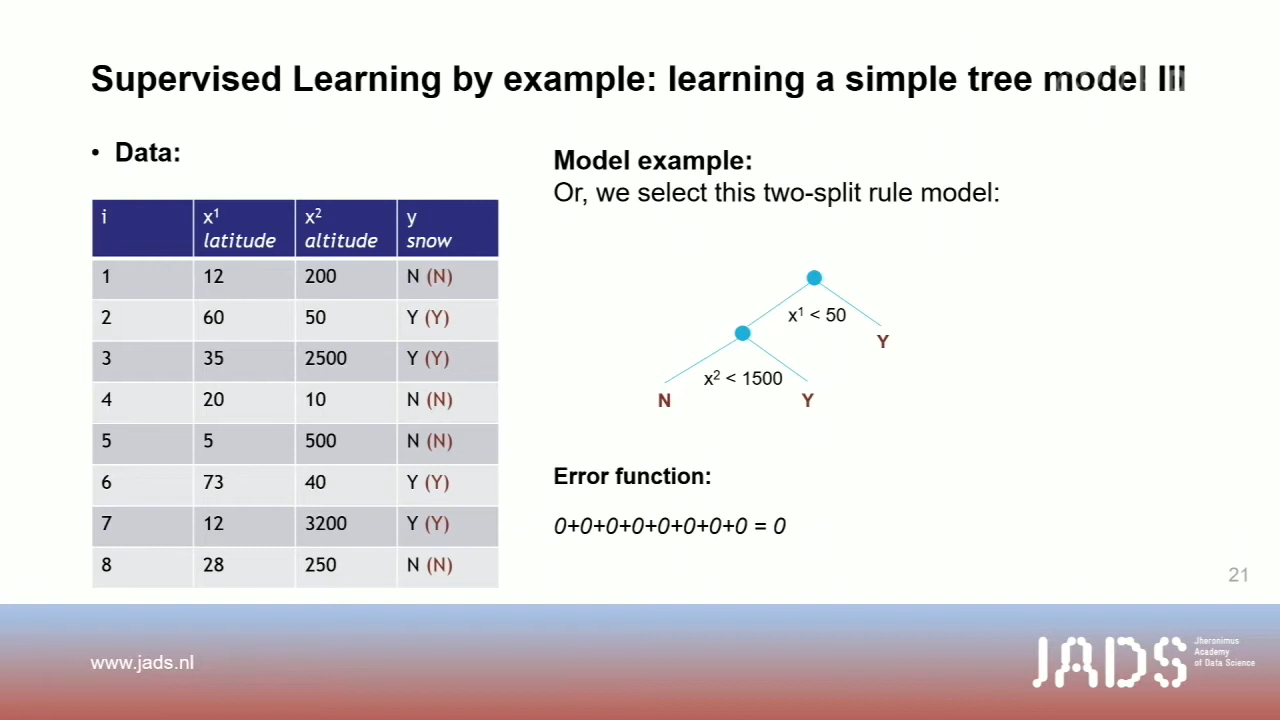 Supervised Learning by example: learning a simple tree model III
• Data:
i x¹ latitude x² altitude y snow
1 12 200 N (N)
2 60 50 Y (Y)
3 35 2500 Y (Y)
4 20 10 N (N)
5 5 500 N (N)
6 73 40 Y (Y)
7 12 3200 Y (Y)
8 28 250 N (N)
Model example:
Or, we select this two-split rule model:
x¹ < 50
Y
x² < 1500
N
Y
Error function:
0+0+0+0+0+0+0+0 = 0
21
www.jads.nl
JADS
Jheronimus
Academy
of Data Science